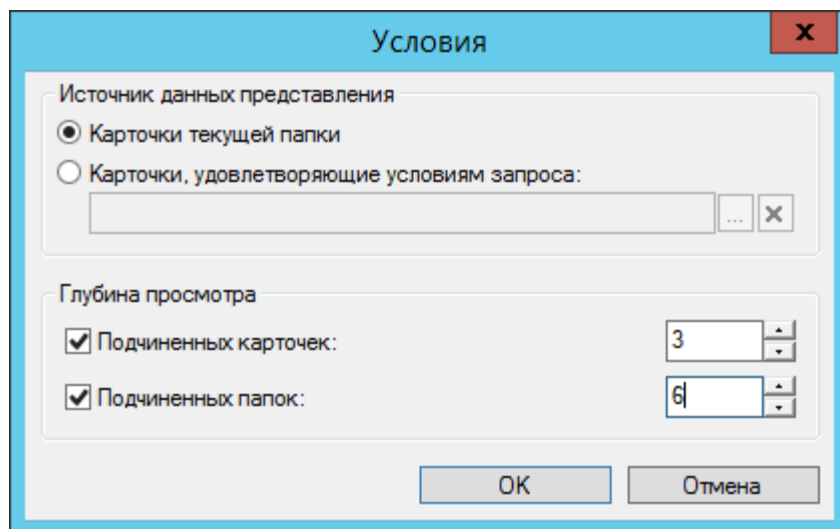 Условия
Источник данных представления
Карточки текущей папки
Карточки, удовлетворяющие условиям запроса:
...
Глубина просмотра
Подчиненных карточек: 3
Подчиненных папок: 6
OK Отмена